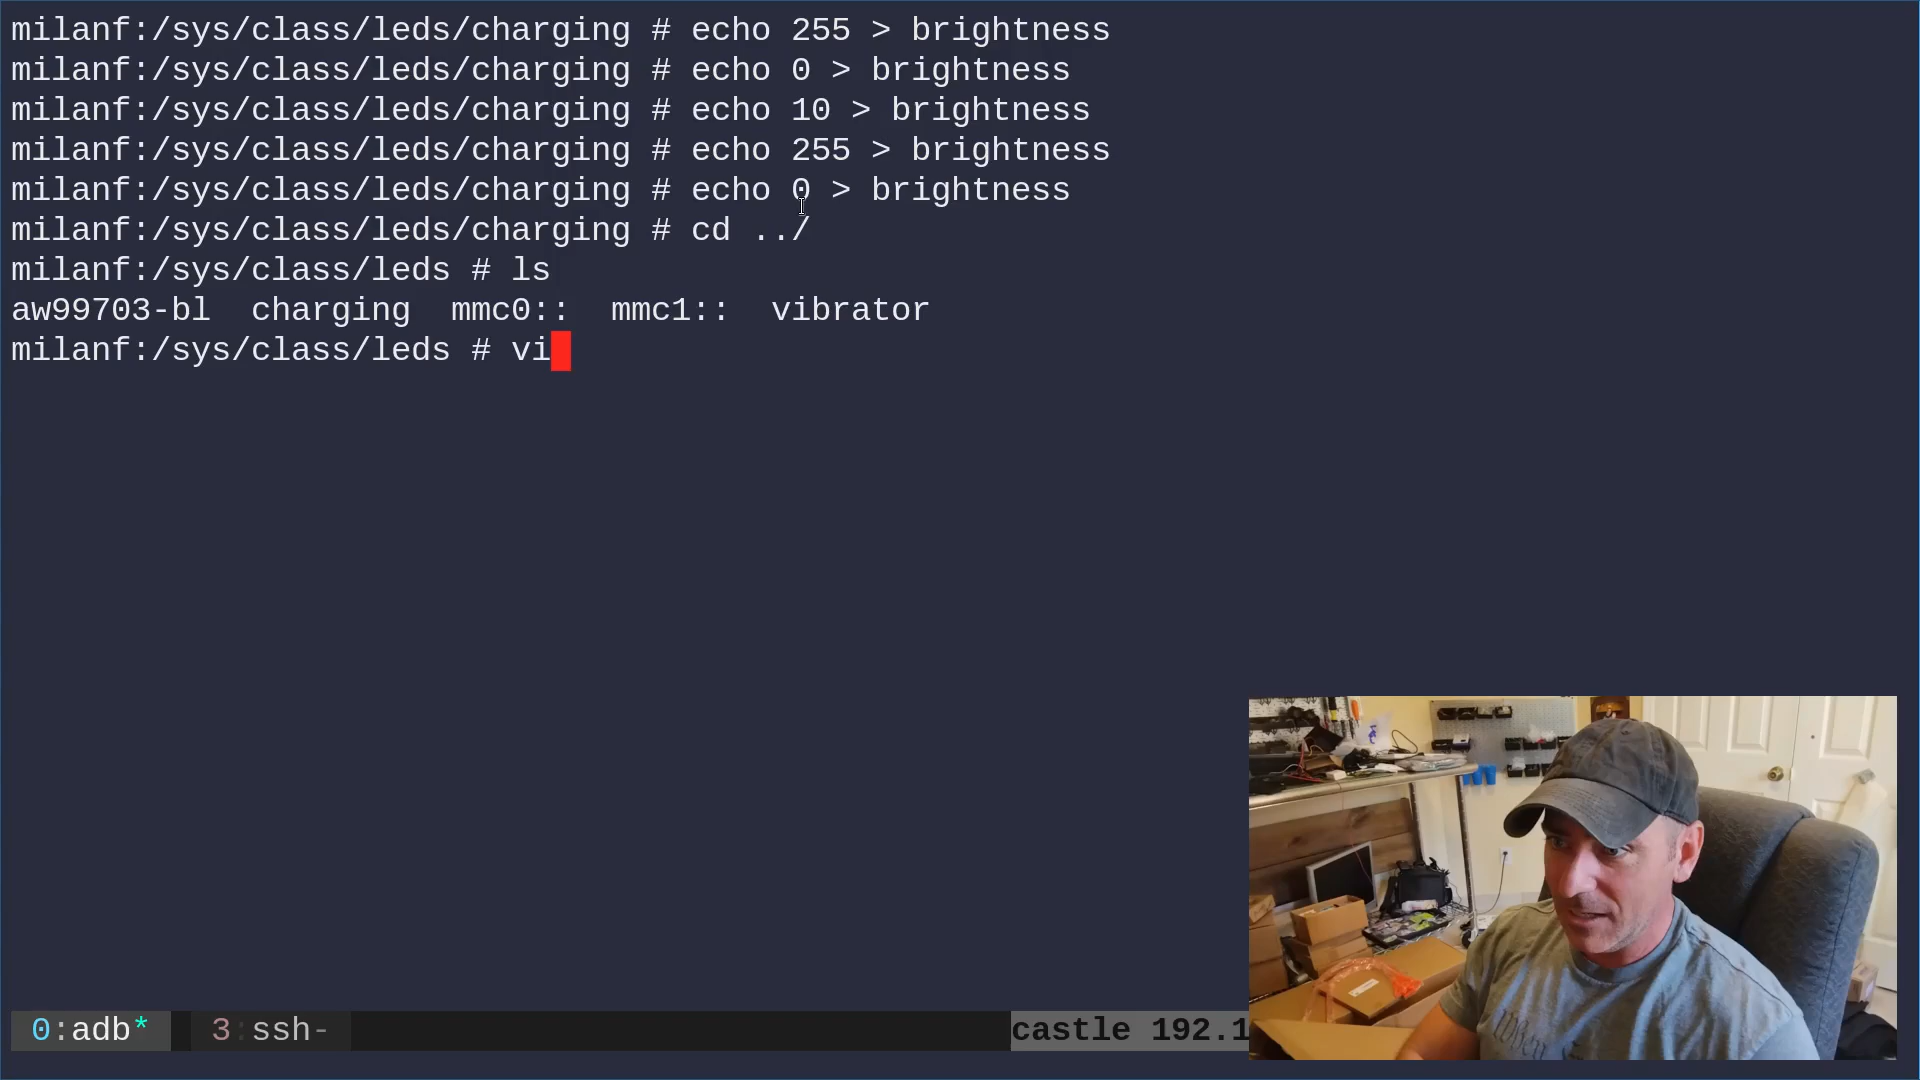 milanf:/sys/class/leds/charging # echo 255 > brightness
milanf:/sys/class/leds/charging # echo 0 > brightness
milanf:/sys/class/leds/charging # echo 10 > brightness
milanf:/sys/class/leds/charging # echo 255 > brightness
milanf:/sys/class/leds/charging # echo 0 > brightness
milanf:/sys/class/leds/charging # cd ../
milanf:/sys/class/leds # ls
aw99703-bl  charging  mmc0::  mmc1::  vibrator
milanf:/sys/class/leds # vi
0:adb* 3:ssh- castle 192.1